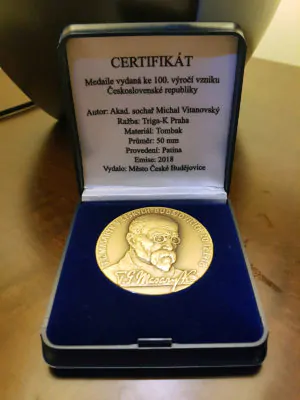 CERTIFIKÁT
Medaile vydaná ke 100. výročí vzniku
Československé republiky
Autor: Akad. sochař Michal Vitanovský
Ražba: Triga-K Praha
Materiál: Tombak
Průměr: 50 mm
Provedení: Patina
Emise: 2018
Vydalo: Město České Budějovice